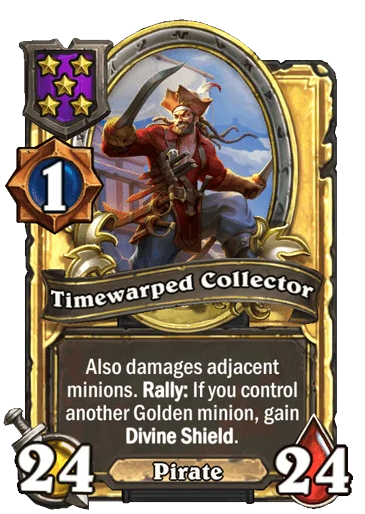 1
Timewarped Collector
Also damages adjacent
minions. Rally: If you control
another Golden minion, gain
Divine Shield.
24
Pirate
24